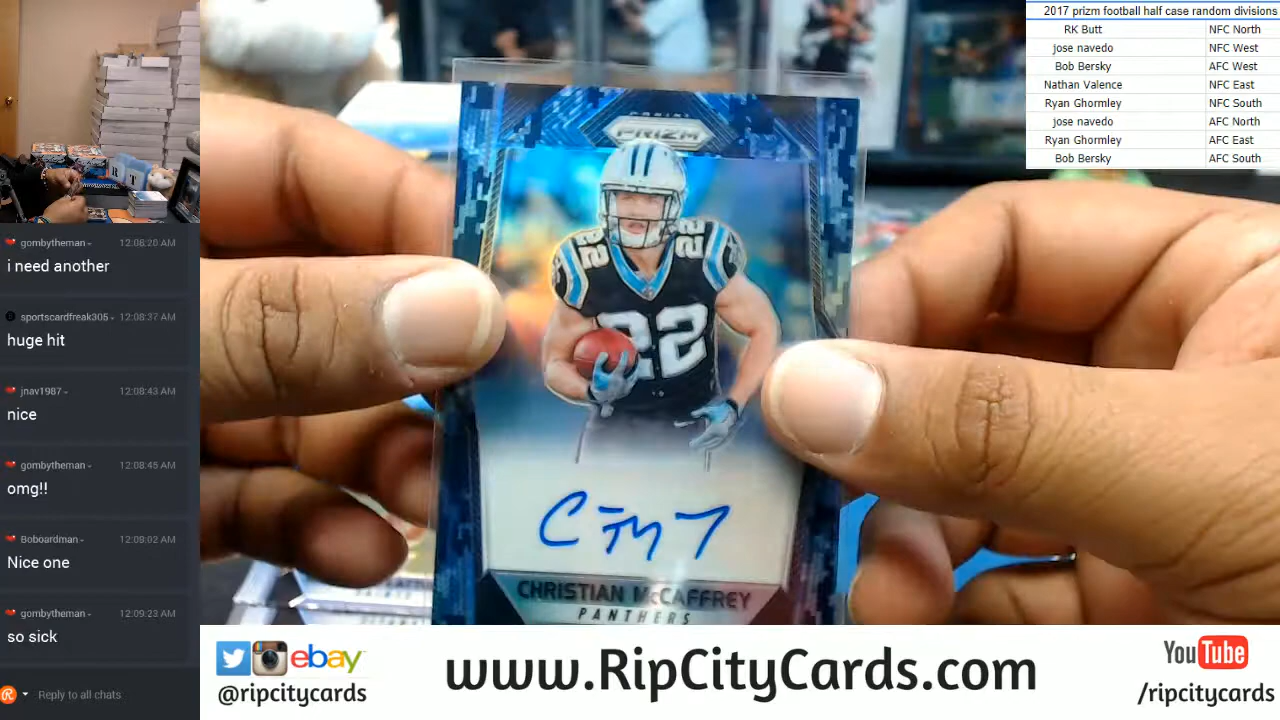 2017 prizm football half case random divisions
RK Butt NFC North
jose navedo NFC West
Bob Bersky AFC West
Nathan Valence NFC East
Ryan Ghormley NFC South
jose navedo AFC North
Ryan Ghormley AFC East
Bob Bersky AFC South
gombytheman 12:08:20 AM
i need another
sportscardfreak305 12:08:37 AM
huge hit
jnav1987 12:08:43 AM
nice
gombytheman 12:08:45 AM
omg!!
Boboardman 12:09:02 AM
Nice one
gombytheman 12:09:23 AM
so sick
Reply to all chats
PANINI
PRIZM
22
22
22
CHRISTIAN McCAFFREY
PANTHERS
ebay
@ripcitycards
www.RipCityCards.com
YouTube
/ripcitycards